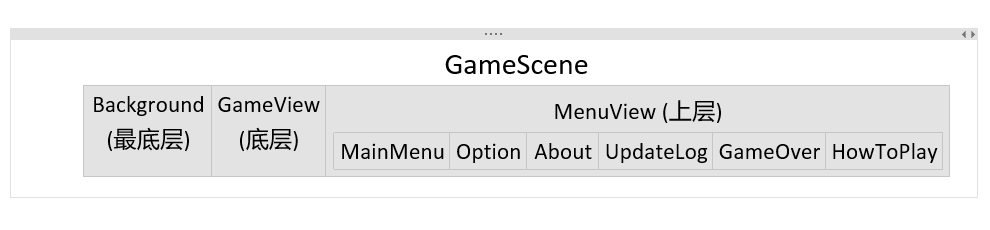 GameScene
Background
(最底层)
GameView
(底层)
MenuView (上层)
MainMenu Option About UpdateLog GameOver HowToPlay